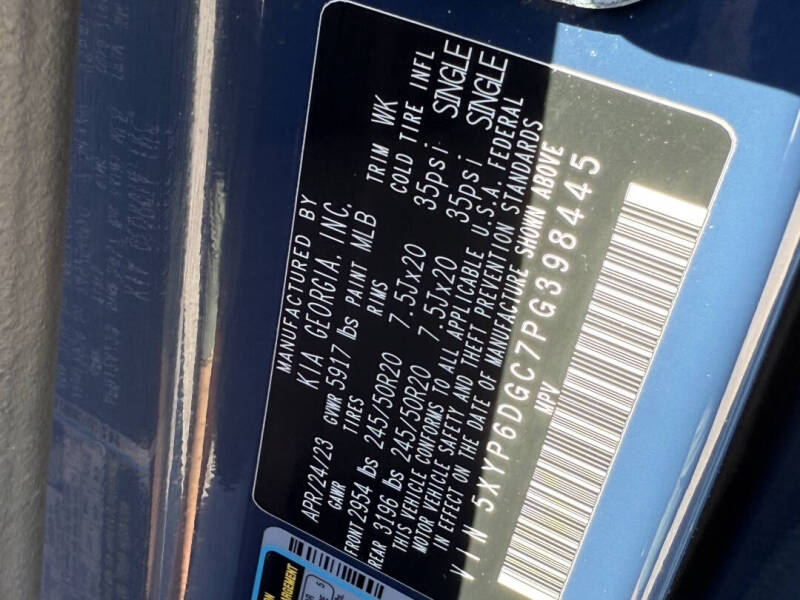 MANUFACTURED BY
KIA GEORGIA, INC.
APR/24/23 GVWR 5917 lbs PAINT MLB TRIM WK
GAWR TIRES RIMS COLD TIRE INFL
FRONT 2954 lbs 245/50R20 7.5Jx20 35psi SINGLE
REAR 3196 lbs 245/50R20 7.5Jx20 35psi SINGLE
THIS VEHICLE CONFORMS TO ALL APPLICABLE U.S.A. FEDERAL
MOTOR VEHICLE SAFETY AND THEFT PREVENTION STANDARDS
IN EFFECT ON THE DATE OF MANUFACTURE SHOWN ABOVE
VIN 5XYP6DGC7PG398445
MPV